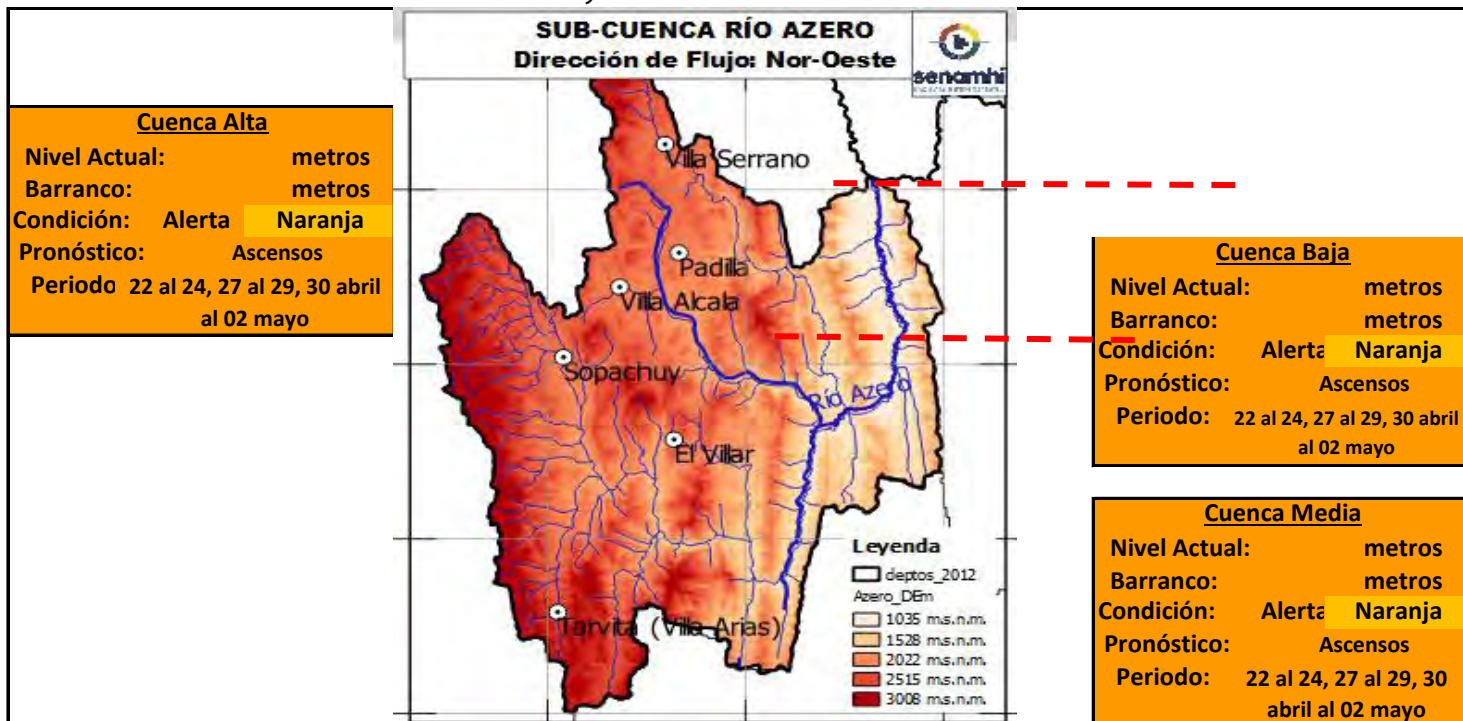 SUB-CUENCA RÍO AZERO
Dirección de Flujo: Nor-Oeste
senamhi
Cuenca Alta
Nivel Actual: metros
Barranco: metros
Condición: Alerta Naranja
Pronóstico: Ascensos
Periodo 22 al 24, 27 al 29, 30 abril
al 02 mayo
Villa Serrano
Padilla
Villa Alcala
Sopachuy
Río Azero
El Villar
Tarvita (Villa Arias)
Leyenda
deptos_2012
Azero_DEm
1035 m.s.n.m.
1528 m.s.n.m.
2022 m.s.n.m.
2515 m.s.n.m.
3008 m.s.n.m.
Cuenca Baja
Nivel Actual: metros
Barranco: metros
Condición: Alerta Naranja
Pronóstico: Ascensos
Periodo: 22 al 24, 27 al 29, 30 abril
al 02 mayo
Cuenca Media
Nivel Actual: metros
Barranco: metros
Condición: Alerta Naranja
Pronóstico: Ascensos
Periodo: 22 al 24, 27 al 29, 30
abril al 02 mayo